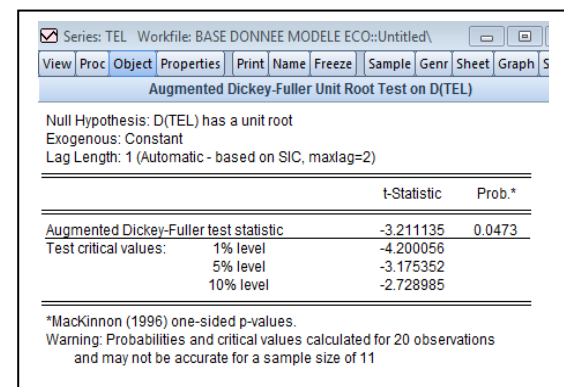 Series: TEL Workfile: BASE DONNEE MODELE ECO::Untitled\
View Proc Object Properties Print Name Freeze Sample Genr Sheet Graph S
Augmented Dickey-Fuller Unit Root Test on D(TEL)
Null Hypothesis: D(TEL) has a unit root
Exogenous: Constant
Lag Length: 1 (Automatic - based on SIC, maxlag=2)
t-Statistic Prob.*
Augmented Dickey-Fuller test statistic -3.211135 0.0473
Test critical values: 1% level -4.200056
5% level -3.175352
10% level -2.728985
*MacKinnon (1996) one-sided p-values.
Warning: Probabilities and critical values calculated for 20 observations
and may not be accurate for a sample size of 11